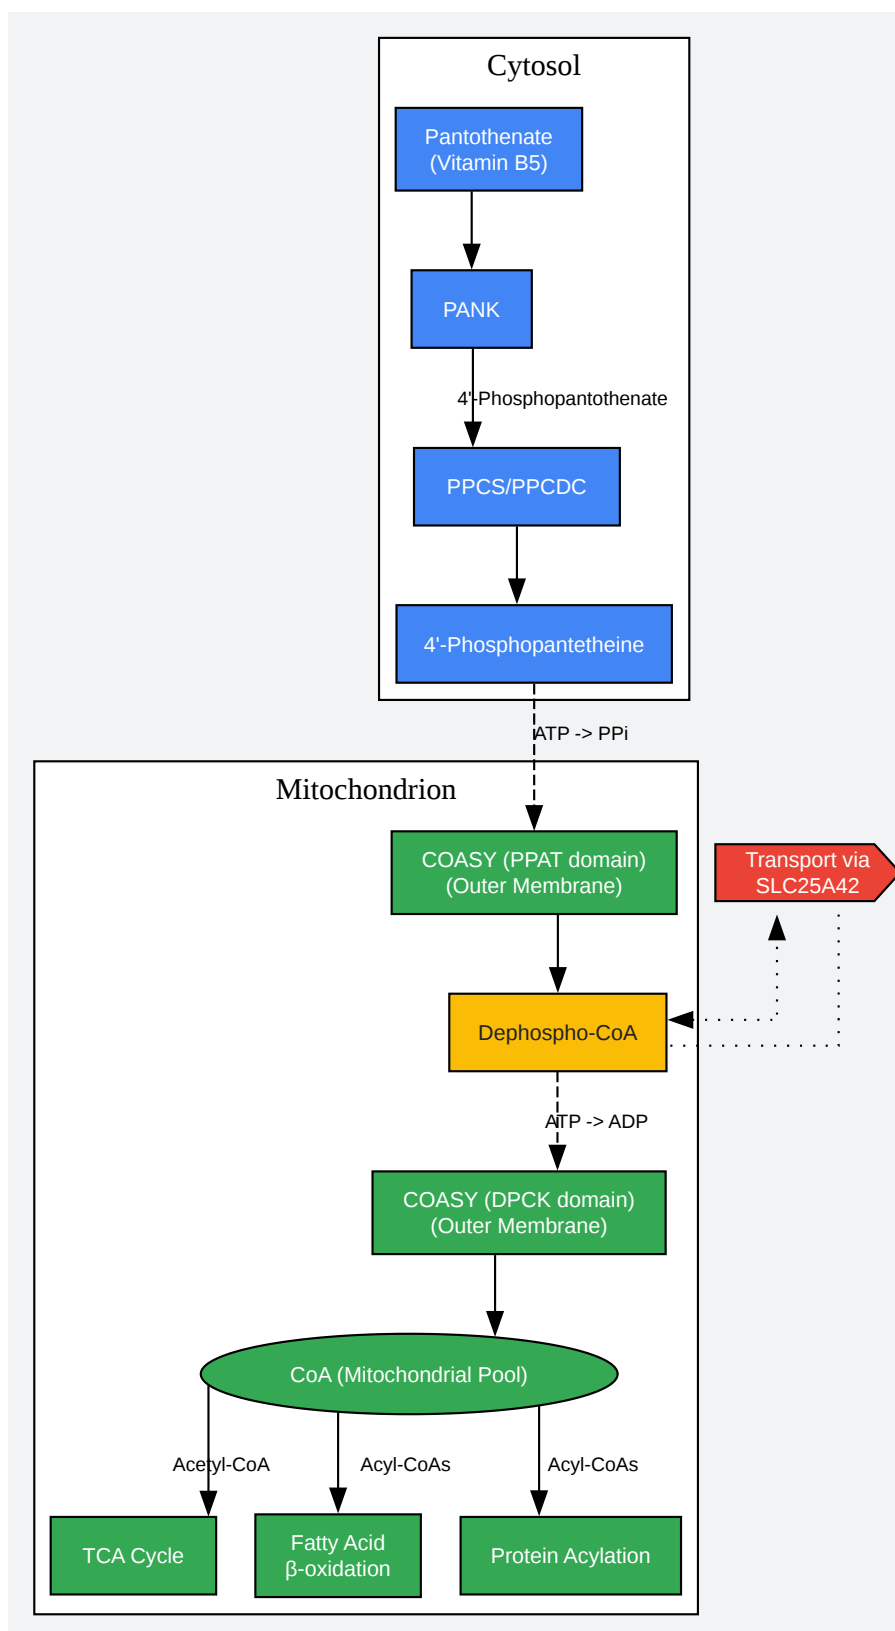 Cytosol
Pantothenate
(Vitamin B5)
PANK
4'-Phosphopantothenate
PPCS/PPCDC
4'-Phosphopantetheine
ATP -> PPi
Mitochondrion
COASY (PPAT domain)
(Outer Membrane)
Transport via
SLC25A42
Dephospho-CoA
ATP -> ADP
COASY (DPCK domain)
(Outer Membrane)
CoA (Mitochondrial Pool)
Acetyl-CoA
Acyl-CoAs
Acyl-CoAs
TCA Cycle
Fatty Acid
β-oxidation
Protein Acylation